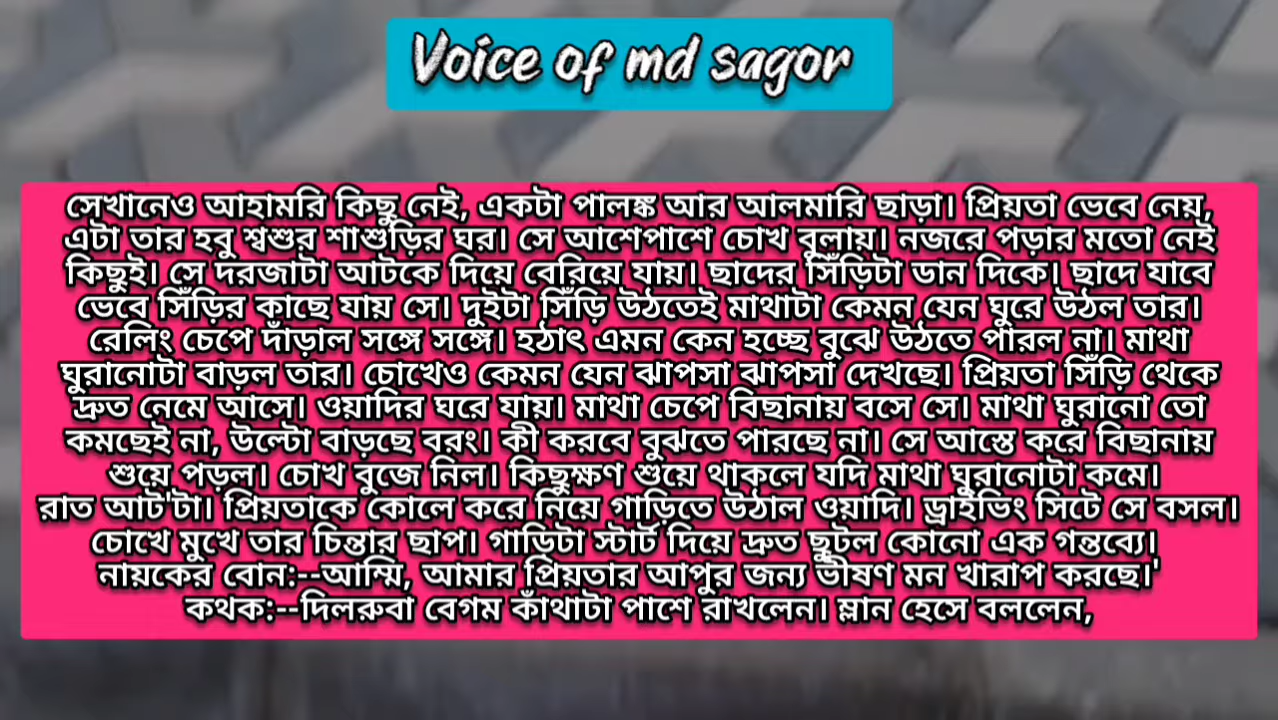 Voice of md sagor
সেখানেও আহামরি কিছু নেই, একটা পালঙ্ক আর আলমারি ছাড়া। প্রিয়তা ভেবে নেয়,
এটা তার হবু শ্বশুর শাশুড়ির ঘর। সে আশেপাশে চোখ বুলায়। নজরে পড়ার মতো নেই
কিছুই। সে দরজাটা আটকে দিয়ে বেরিয়ে যায়। ছাদের সিঁড়িটা ডান দিকে। ছাদে যাবে
ভেবে সিঁড়ির কাছে যায় সে। দুইটা সিঁড়ি উঠতেই মাথাটা কেমন যেন ঘুরে উঠল তার।
রেলিং চেপে দাঁড়াল সঙ্গে সঙ্গে। হঠাৎ এমন কেন হচ্ছে বুঝে উঠতে পারল না। মাথা
ঘুরানোটা বাড়ল তার। চোখেও কেমন যেন ঝাপসা ঝাপসা দেখছে। প্রিয়তা সিঁড়ি থেকে
দ্রুত নেমে আসে। ওয়াদির ঘরে যায়। মাথা চেপে বিছানায় বসে সে। মাথা ঘুরানো তো
কমছেই না, উল্টো বাড়ছে বরং। কী করবে বুঝতে পারছে না। সে আস্তে করে বিছানায়
শুয়ে পড়ল। চোখ বুজে নিল। কিছুক্ষণ শুয়ে থাকলে যদি মাথা ঘুরানোটা কমে।
রাত আট'টা। প্রিয়তাকে কোলে করে নিয়ে গাড়িতে উঠাল ওয়াদি। ড্রাইভিং সিটে সে বসল।
চোখে মুখে তার চিন্তার ছাপ। গাড়িটা স্টার্ট দিয়ে দ্রুত ছুটল কোনো এক গন্তব্যে।
নায়কের বোন:--আম্মি, আমার প্রিয়তার আপুর জন্য ভীষণ মন খারাপ করছে।'
কথক:--দিলরুবা বেগম কাঁথাটা পাশে রাখলেন। ম্লান হেসে বললেন,